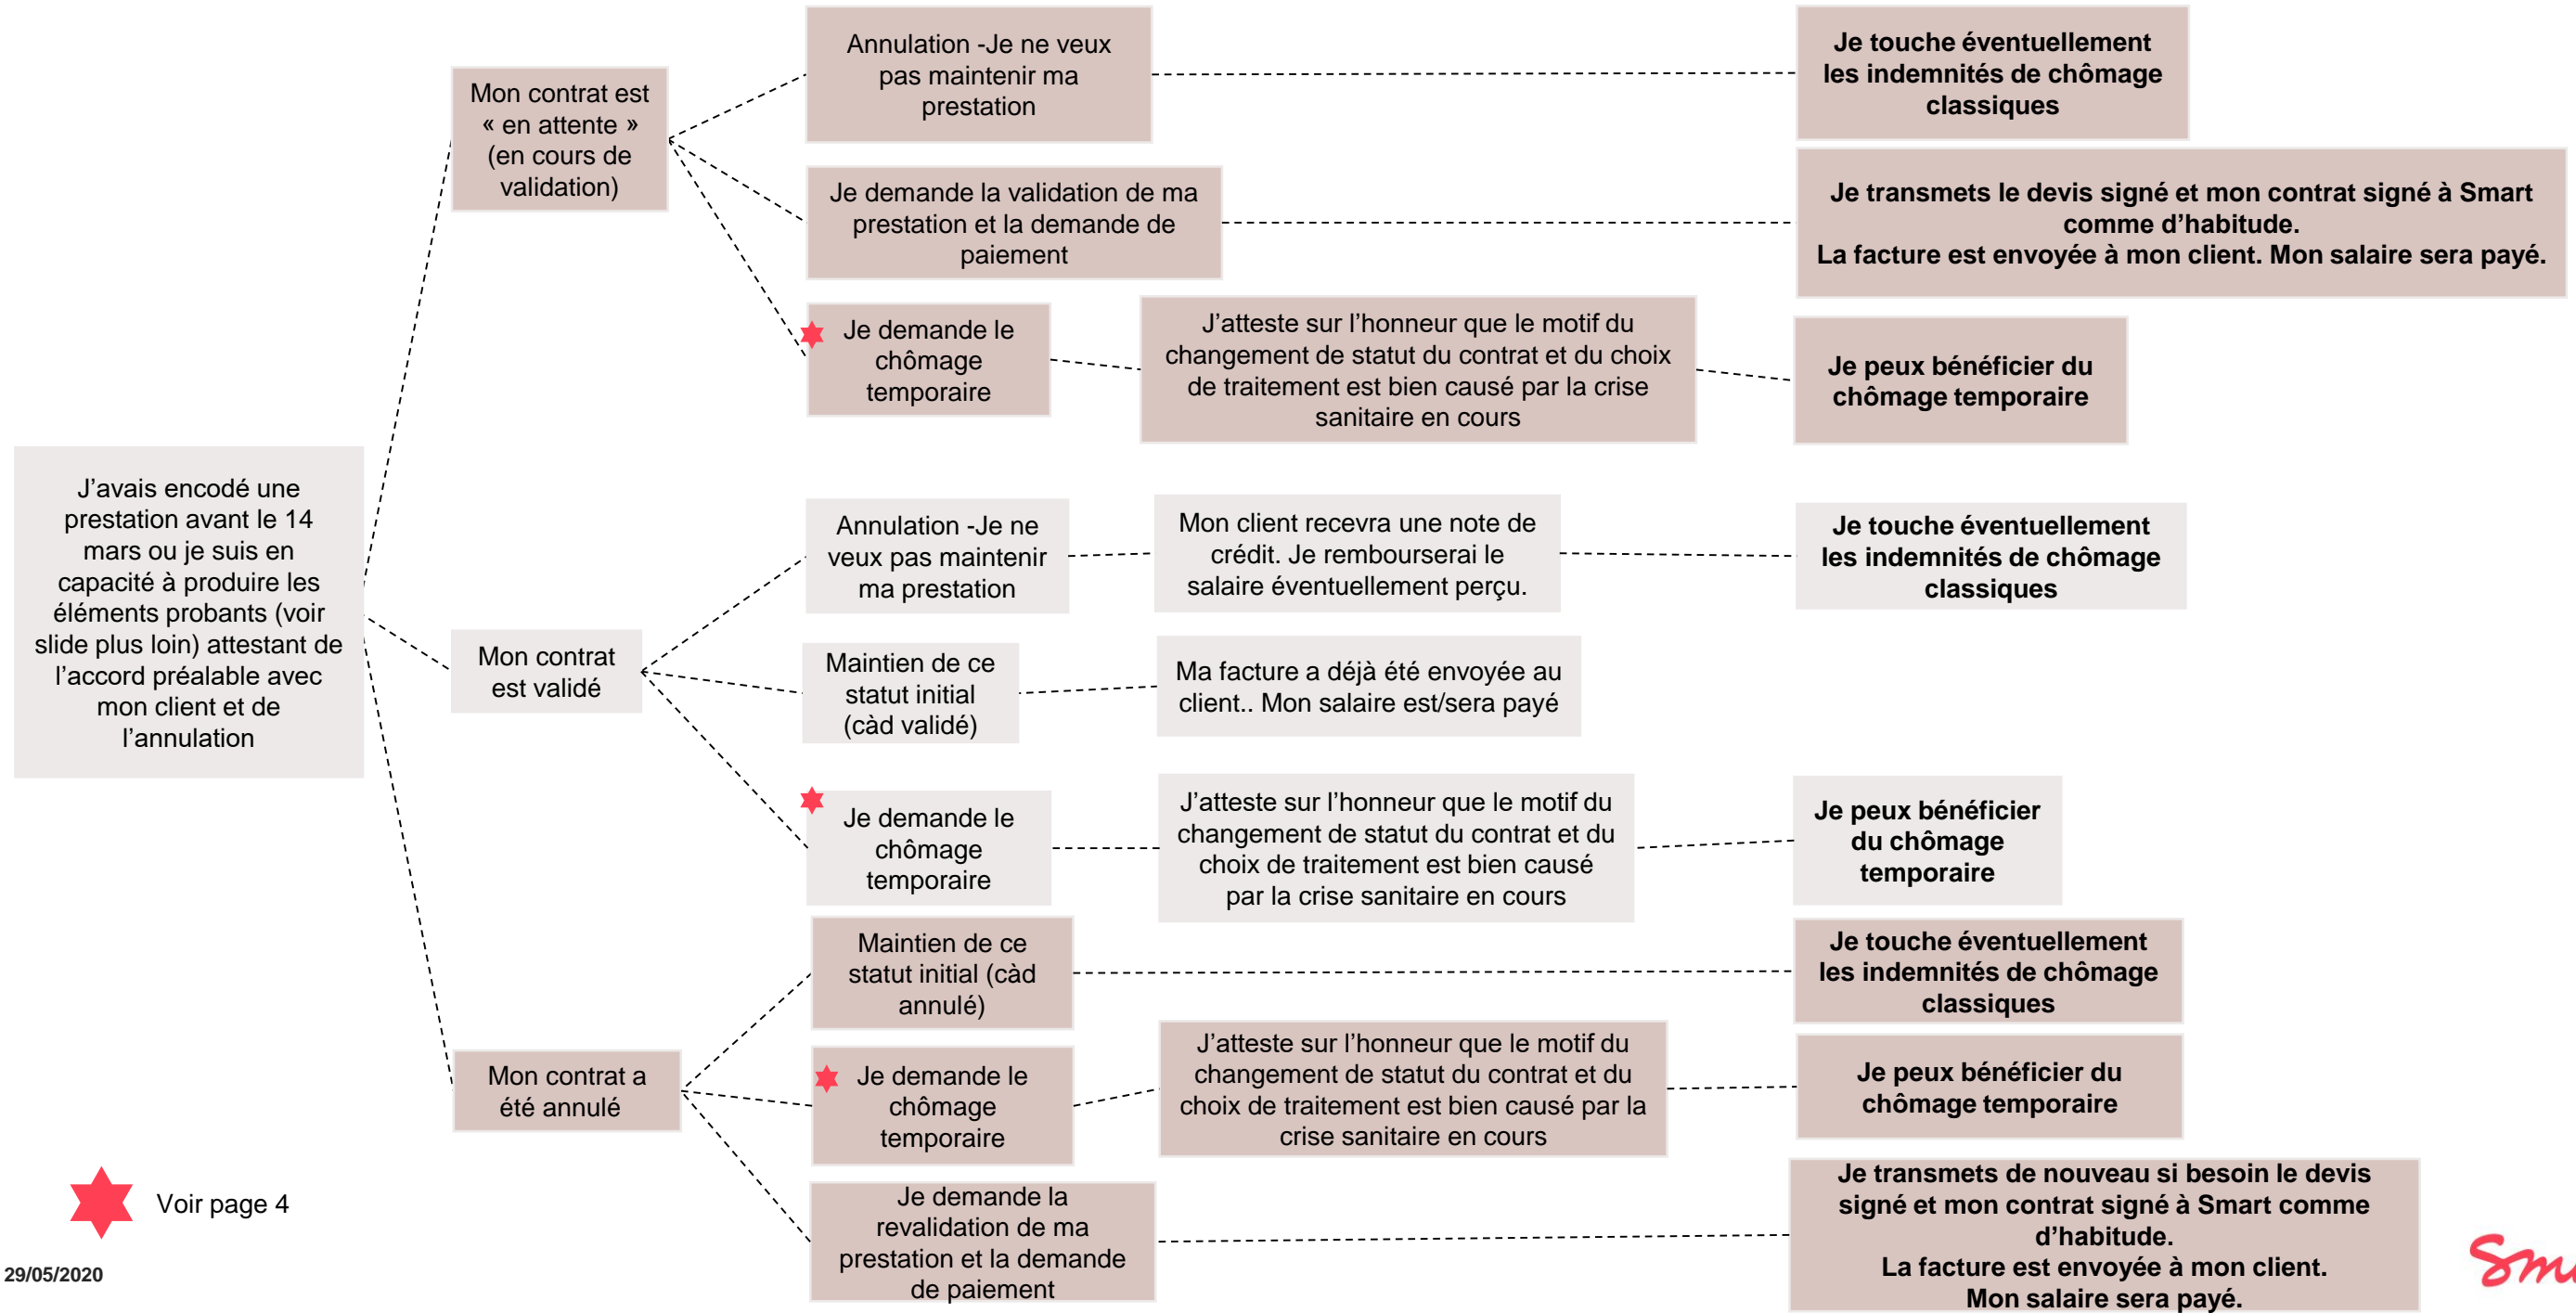 J’avais encodé une
prestation avant le 14
mars ou je suis en
capacité à produire les
éléments probants (voir
slide plus loin) attestant de
l’accord préalable avec
mon client et de
l’annulation
Mon contrat est
« en attente »
(en cours de
validation)
Annulation -Je ne veux
pas maintenir ma
prestation
Je touche éventuellement
les indemnités de chômage
classiques
Je demande la validation de ma
prestation et la demande de
paiement
Je transmets le devis signé et mon contrat signé à Smart
comme d’habitude.
La facture est envoyée à mon client. Mon salaire sera payé.
Je demande le
chômage
temporaire
J’atteste sur l’honneur que le motif du
changement de statut du contrat et du choix
de traitement est bien causé par la crise
sanitaire en cours
Je peux bénéficier du
chômage temporaire
Mon contrat
est validé
Annulation -Je ne
veux pas maintenir
ma prestation
Mon client recevra une note de
crédit. Je rembourserai le
salaire éventuellement perçu.
Je touche éventuellement
les indemnités de chômage
classiques
Maintien de ce
statut initial
(càd validé)
Ma facture a déjà été envoyée au
client.. Mon salaire est/sera payé
Je demande le
chômage
temporaire
J’atteste sur l’honneur que le motif du
changement de statut du contrat et du
choix de traitement est bien causé
par la crise sanitaire en cours
Je peux bénéficier
du chômage
temporaire
Mon contrat a
été annulé
Maintien de ce
statut initial (càd
annulé)
Je touche éventuellement
les indemnités de chômage
classiques
Je demande le
chômage
temporaire
J’atteste sur l’honneur que le motif du
changement de statut du contrat et du
choix de traitement est bien causé par la
crise sanitaire en cours
Je peux bénéficier du
chômage temporaire
Je demande la
revalidation de ma
prestation et la demande
de paiement
Je transmets de nouveau si besoin le devis
signé et mon contrat signé à Smart comme
d’habitude.
La facture est envoyée à mon client.
Mon salaire sera payé.
Voir page 4
29/05/2020